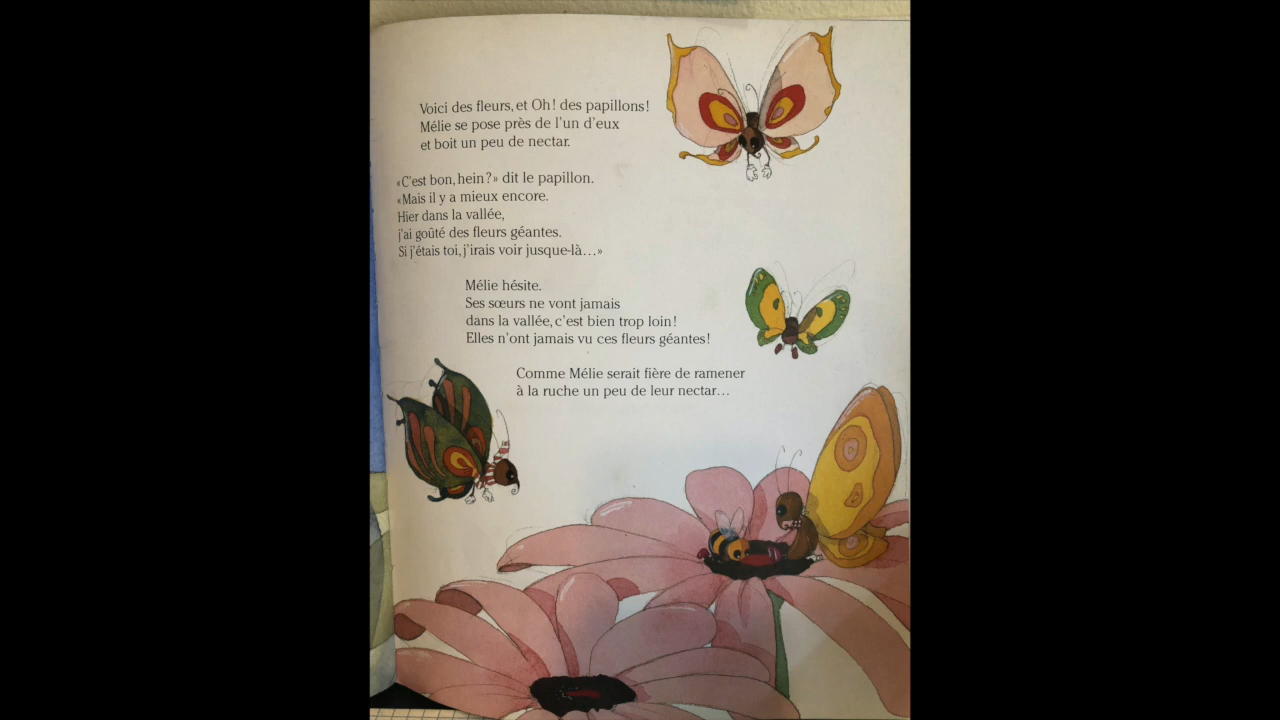 Voici des fleurs, et Oh! des papillons!
Mélie se pose près de l'un d'eux
et boit un peu de nectar.
«C'est bon, hein?» dit le papillon.
«Mais il y a mieux encore.
Hier dans la vallée,
j'ai goûté des fleurs géantes.
Si j'étais toi, j'irais voir jusque-là...»
Mélie hésite.
Ses sœurs ne vont jamais
dans la vallée, c'est bien trop loin!
Elles n'ont jamais vu ces fleurs géantes!
Comme Mélie serait fière de ramener
à la ruche un peu de leur nectar...